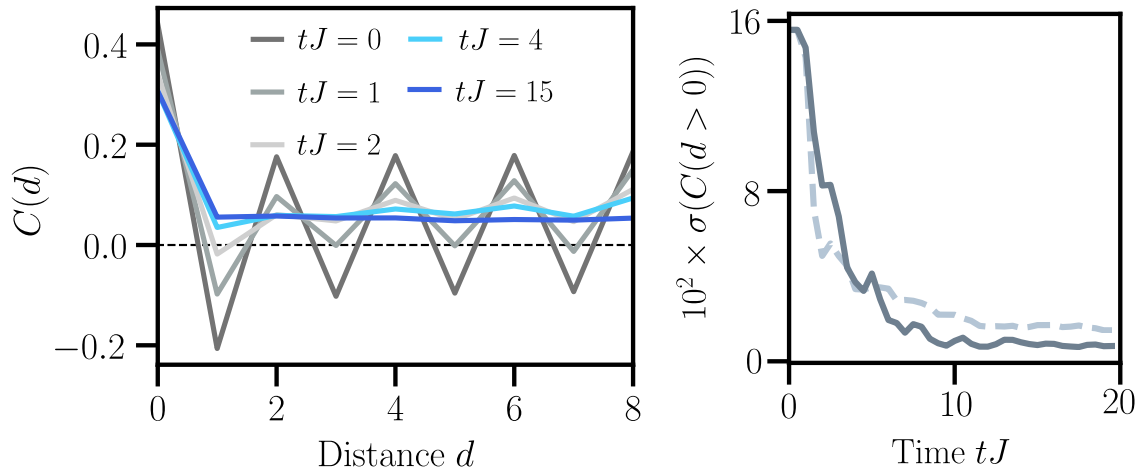 0.4
0.2
0.0
−0.2
C(d)
tJ = 0
tJ = 4
tJ = 1
tJ = 15
tJ = 2
0 2 4 6 8
Distance d
16
8
0
10² × σ(C(d > 0))
0 10 20
Time tJ